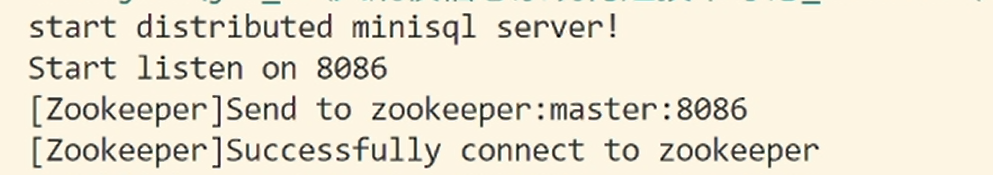 start distributed minisql server!
Start listen on 8086
[Zookeeper]Send to zookeeper:master:8086
[Zookeeper]Successfully connect to zookeeper